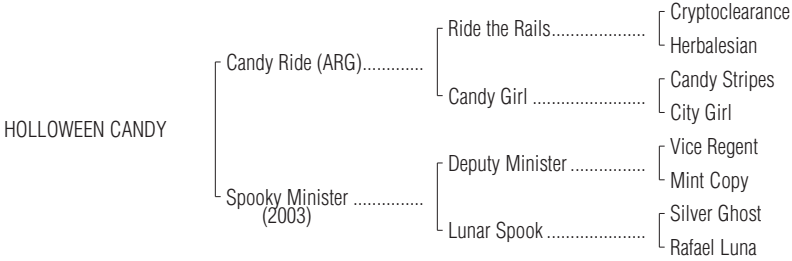 Cryptoclearance
Ride the Rails.....................
Herbalesian
Candy Ride (ARG).............
Candy Stripes
Candy Girl .........................
City Girl
HOLLOWEEN CANDY
Vice Regent
Deputy Minister .................
Mint Copy
Spooky Minister ...............
(2003)
Silver Ghost
Lunar Spook ......................
Rafael Luna